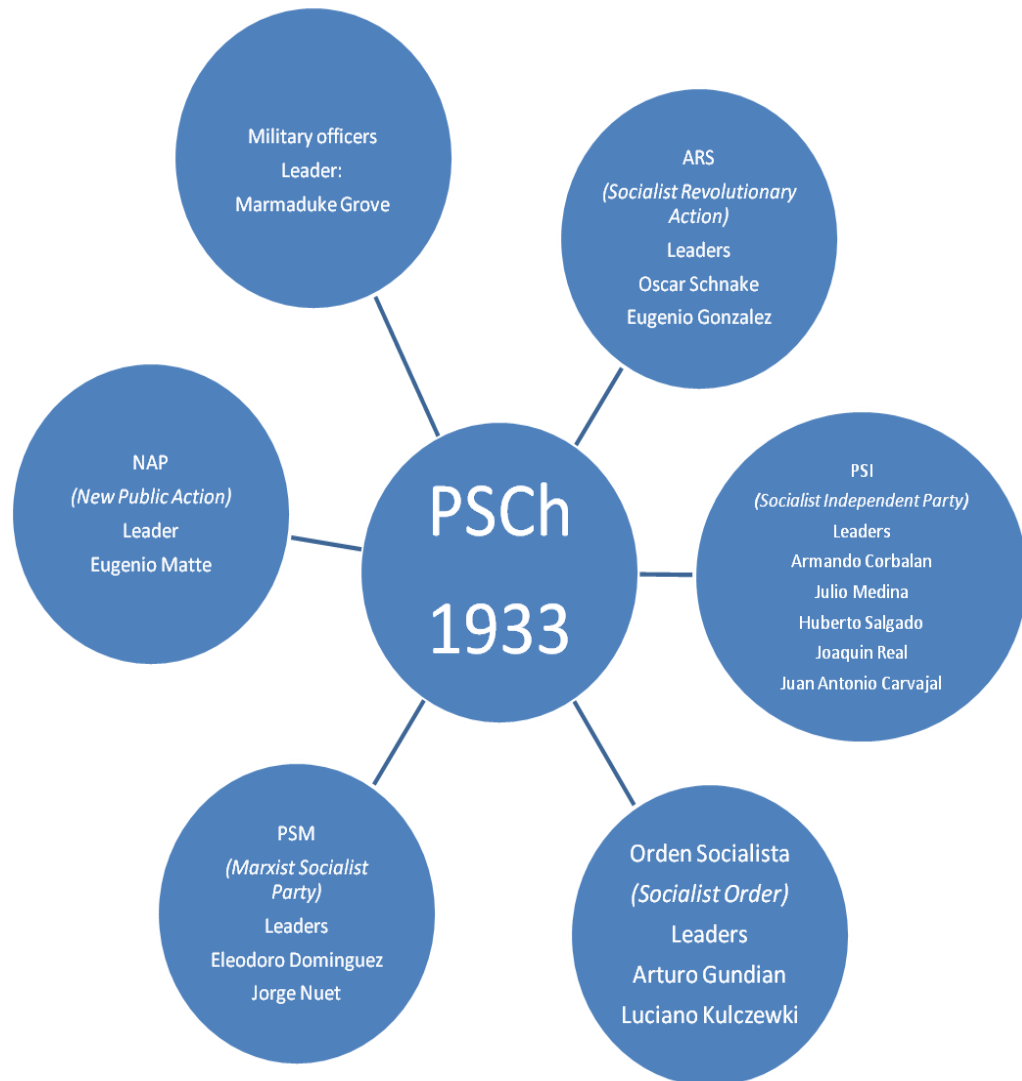 Military officers
Leader:
Marmaduke Grove
ARS
(Socialist Revolutionary
Action)
Leaders
Oscar Schnake
Eugenio Gonzalez
NAP
(New Public Action)
Leader
Eugenio Matte
PSCh
1933
PSI
(Socialist Independent Party)
Leaders
Armando Corbalan
Julio Medina
Huberto Salgado
Joaquin Real
Juan Antonio Carvajal
PSM
(Marxist Socialist
Party)
Leaders
Eleodoro Dominguez
Jorge Nuet
Orden Socialista
(Socialist Order)
Leaders
Arturo Gundian
Luciano Kulczewki